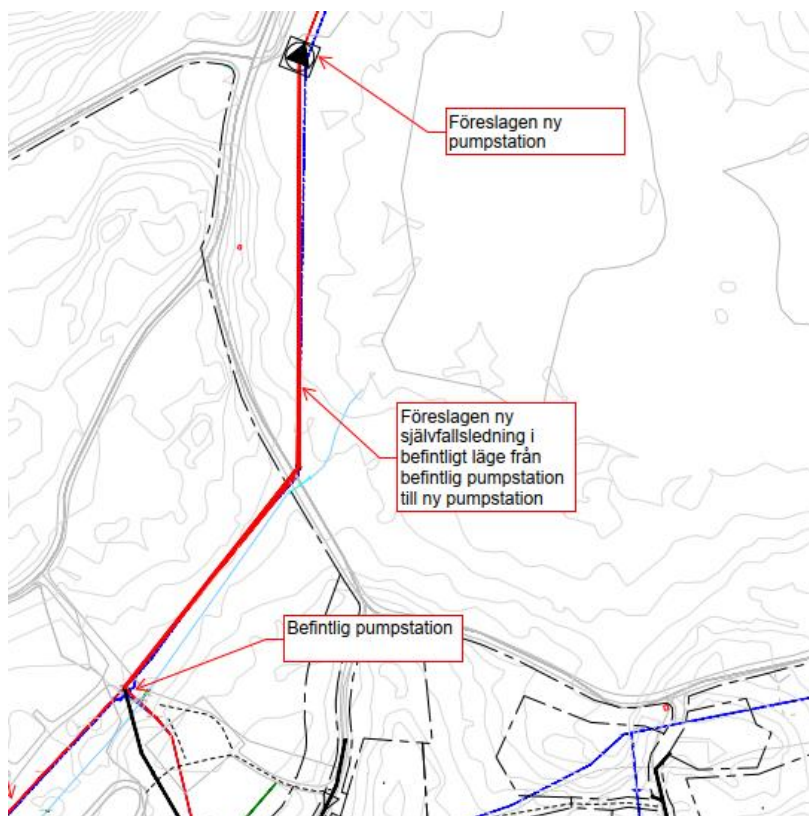 Föreslagen ny
pumpstation
Föreslagen ny
självfallsledning i
befintligt läge från
befintlig pumpstation
till ny pumpstation
Befintlig pumpstation